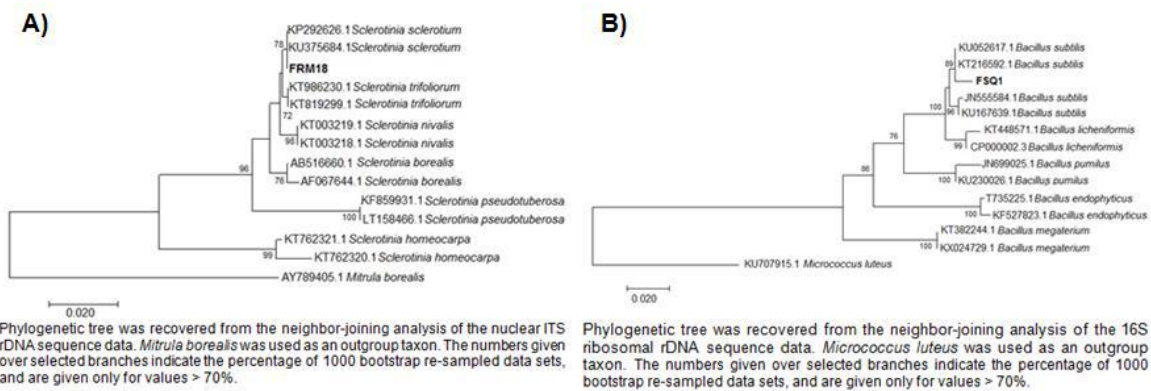 A)
KP292626.1 Sclerotinia sclerotium
KU375684.1 Sclerotinia sclerotium
78
FRM18
KT986230.1 Sclerotinia trifoliorum
KT819299.1 Sclerotinia trifoliorum
72
KT003219.1 Sclerotinia nivalis
KT003218.1 Sclerotinia nivalis
98
AB516660.1 Sclerotinia borealis
96
AF067644.1 Sclerotinia borealis
76
KF859931.1 Sclerotinia pseudotuberosa
LT158466.1 Sclerotinia pseudotuberosa
100
KT762321.1 Sclerotinia homeocarpa
KT762320.1 Sclerotinia homeocarpa
99
AY789405.1 Mitrula borealis
0.020
Phylogenetic tree was recovered from the neighbor-joining analysis of the nuclear ITS
rDNA sequence data. Mitrula borealis was used as an outgroup taxon. The numbers given
over selected branches indicate the percentage of 1000 bootstrap re-sampled data sets,
and are given only for values > 70%.
B)
KU052617.1 Bacillus subtilis
KT216592.1 Bacillus subtilis
89
FSQ1
JN555584.1 Bacillus subtilis
100
KU167639.1 Bacillus subtilis
96
KT448571.1 Bacillus licheniformis
76
CP000002.3 Bacillus licheniformis
99
JN699025.1 Bacillus pumilus
86
KU230026.1 Bacillus pumilus
100
T735225.1 Bacillus endophyticus
KF527823.1 Bacillus endophyticus
100
KT382244.1 Bacillus megaterium
KX024729.1 Bacillus megaterium
100
KU707915.1 Micrococcus luteus
0.020
Phylogenetic tree was recovered from the neighbor-joining analysis of the 16S
ribosomal rDNA sequence data. Micrococcus luteus was used as an outgroup
taxon. The numbers given over selected branches indicate the percentage of 1000
bootstrap re-sampled data sets, and are given only for values > 70%.